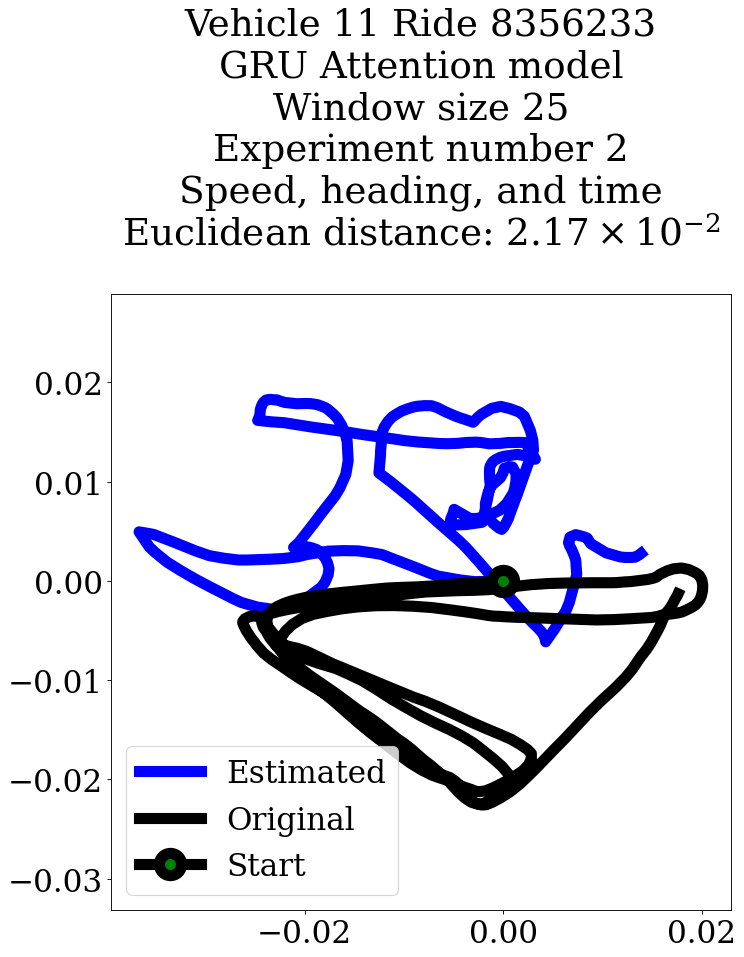 Vehicle 11 Ride 8356233
GRU Attention model
Window size 25
Experiment number 2
Speed, heading, and time
Euclidean distance: 2.17 × 10⁻²
0.02
0.01
0.00
−0.01
−0.02
−0.03
Estimated
Original
Start
−0.02
0.00
0.02